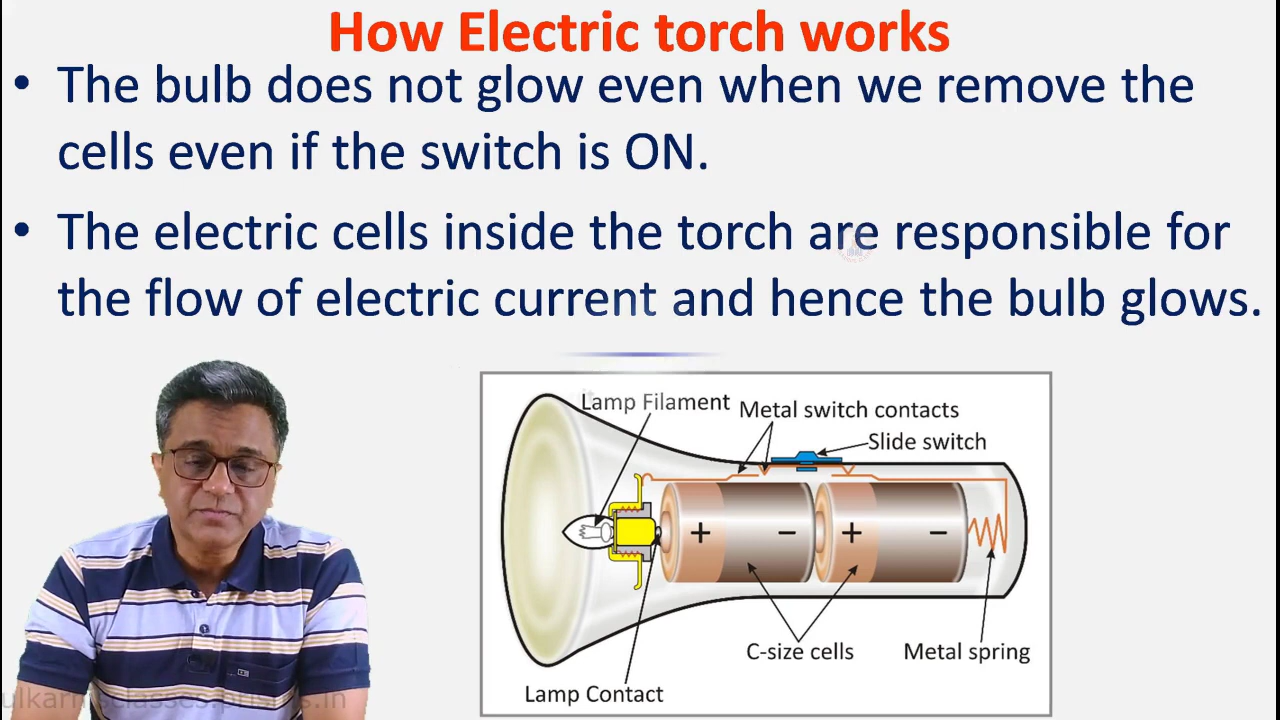 How Electric torch works
• The bulb does not glow even when we remove the
cells even if the switch is ON.
• The electric cells inside the torch are responsible for
the flow of electric current and hence the bulb glows.
Lamp Filament
Metal switch contacts
Slide switch
+ − + −
C-size cells
Metal spring
Lamp Contact